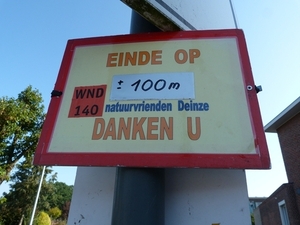 EINDE OP
± 100m
WND
140
natuurvrienden Deinze
DANKEN U